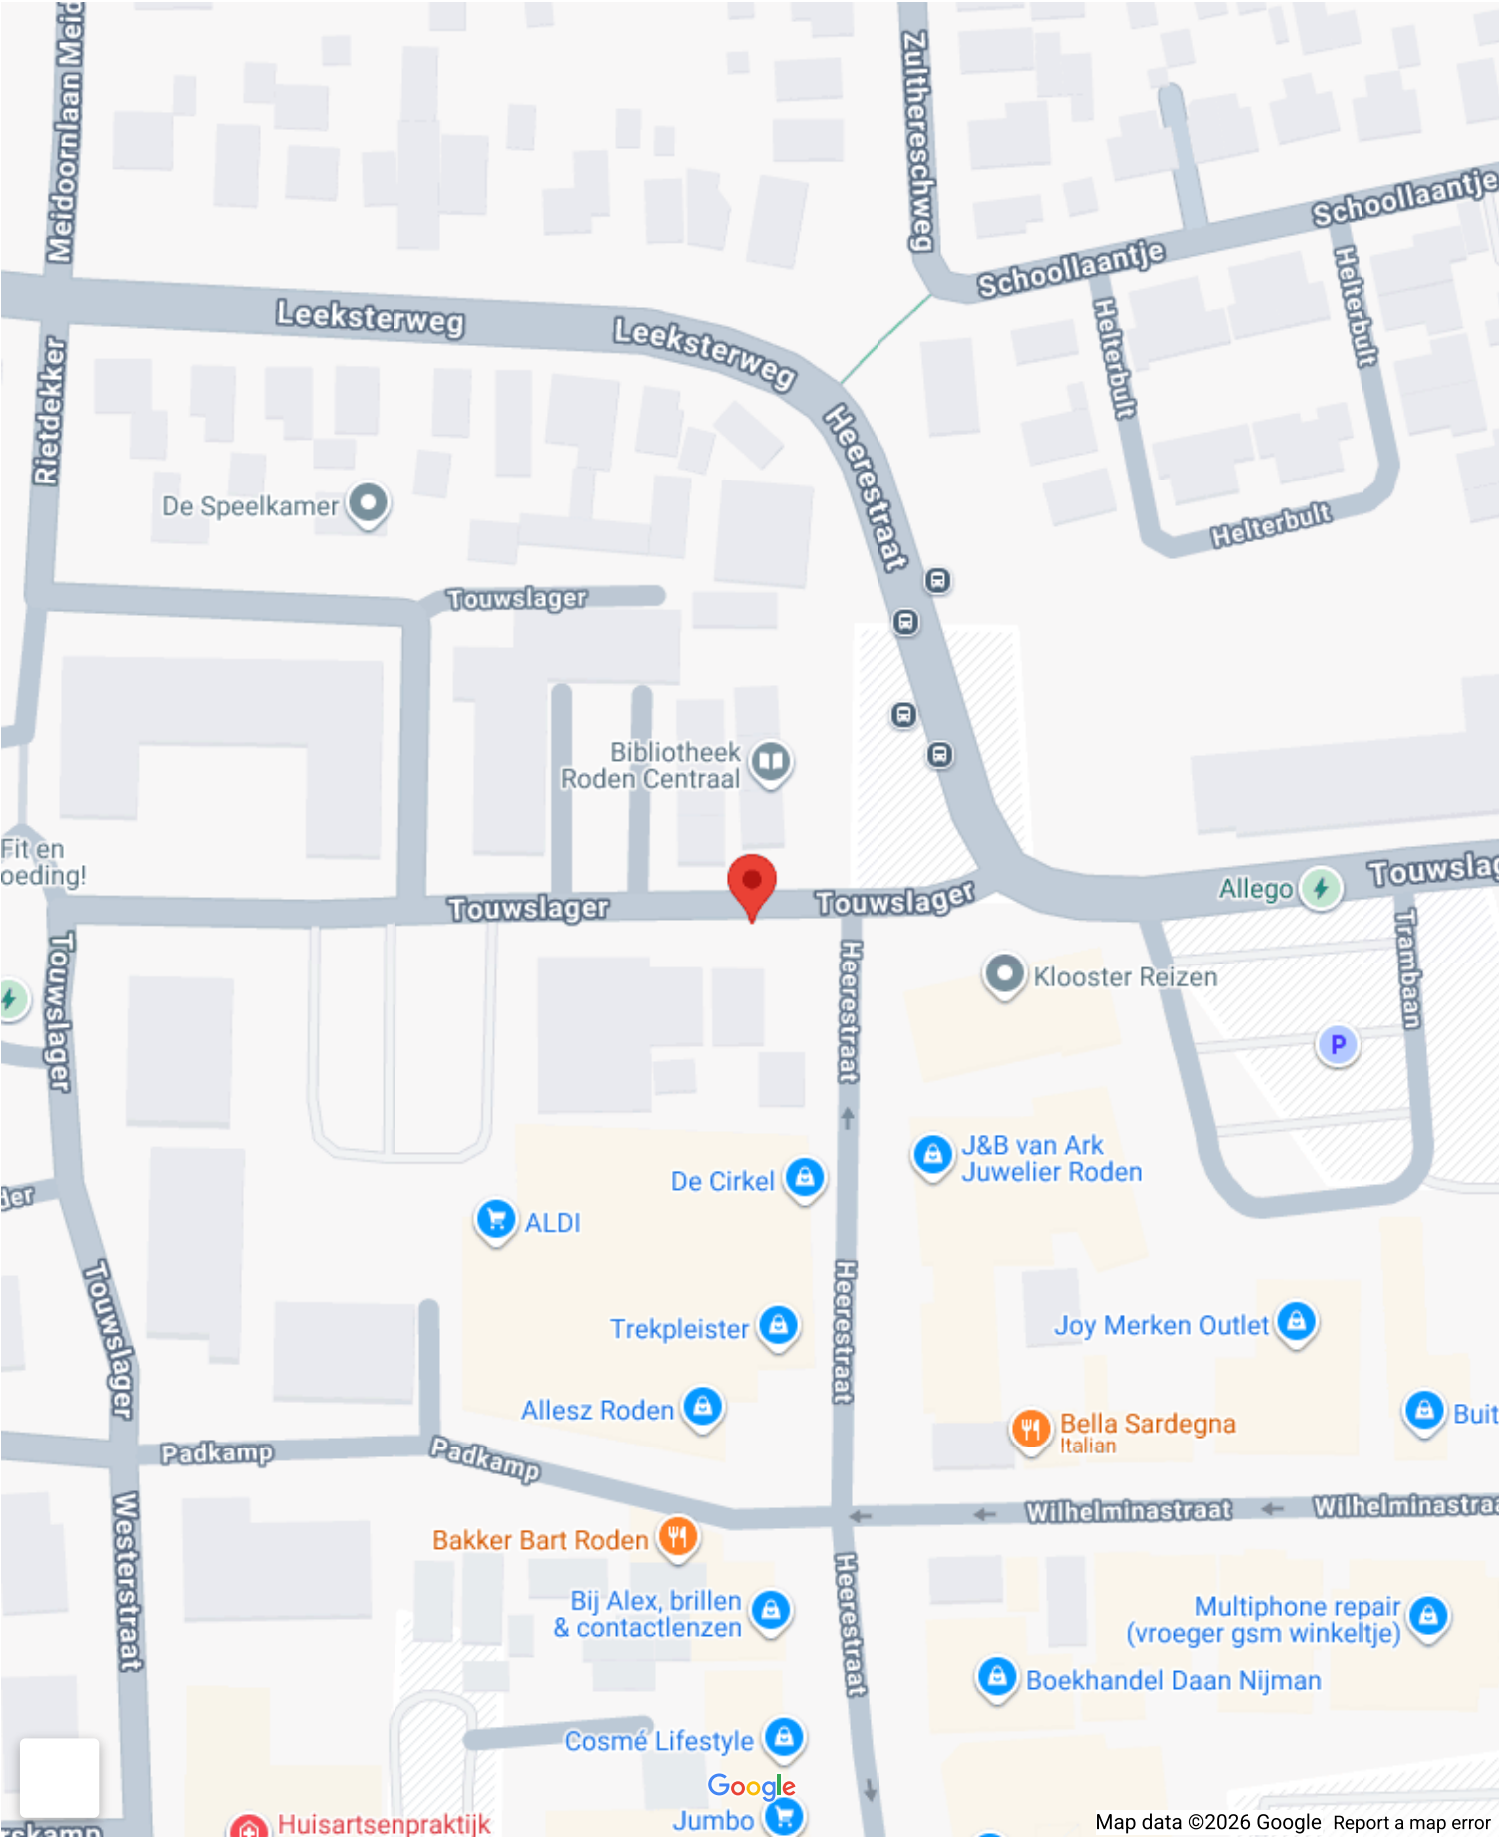 Meidoornlaan
Meid
Zulthereschweg
Schoollaantje
Schoollaantje
Helterbult
Helterbult
Helterbult
Leeksterweg
Leeksterweg
Rietdekker
Heerestraat
De Speelkamer
Touwslager
Bibliotheek
Roden Centraal
Fit en
oeding!
Touwslager
Touwslager
Allego
Touwslag
Trambaan
Touwslager
Heerestraat
Klooster Reizen
P
J&B van Ark
Juwelier Roden
De Cirkel
der
ALDI
Touwslager
Heerestraat
Trekpleister
Joy Merken Outlet
Allesz Roden
Bella Sardegna
Italian
Buit
Padkamp
Padkamp
Westerstraat
Wilhelminastraat
Wilhelminastraa
Bakker Bart Roden
Heerestraat
Bij Alex, brillen
& contactlenzen
Multiphone repair
(vroeger gsm winkeltje)
Boekhandel Daan Nijman
Cosmé Lifestyle
Google
Jumbo
Huisartsenpraktijk
rskamp
Map data ©2026 Google Report a map error